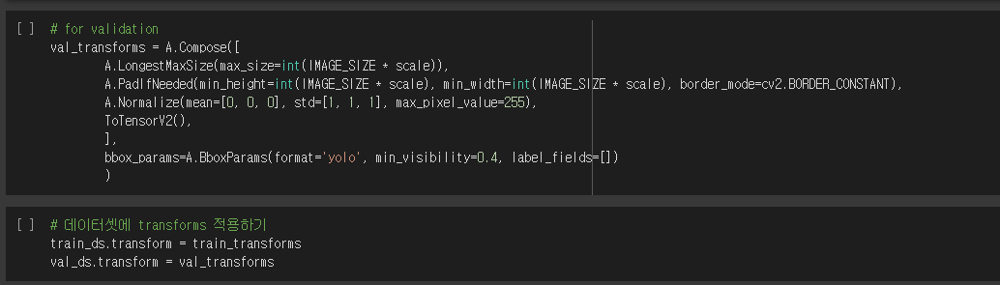 [ ] # for validation
val_transforms = A.Compose([
A.LongestMaxSize(max_size=int(IMAGE_SIZE * scale)),
A.PadIfNeeded(min_height=int(IMAGE_SIZE * scale), min_width=int(IMAGE_SIZE * scale), border_mode=cv2.BORDER_CONSTANT),
A.Normalize(mean=[0, 0, 0], std=[1, 1, 1], max_pixel_value=255),
ToTensorV2(),
],
bbox_params=A.BboxParams(format='yolo', min_visibility=0.4, label_fields=[])
)
[ ] # 데이터셋에 transforms 적용하기
train_ds.transform = train_transforms
val_ds.transform = val_transforms